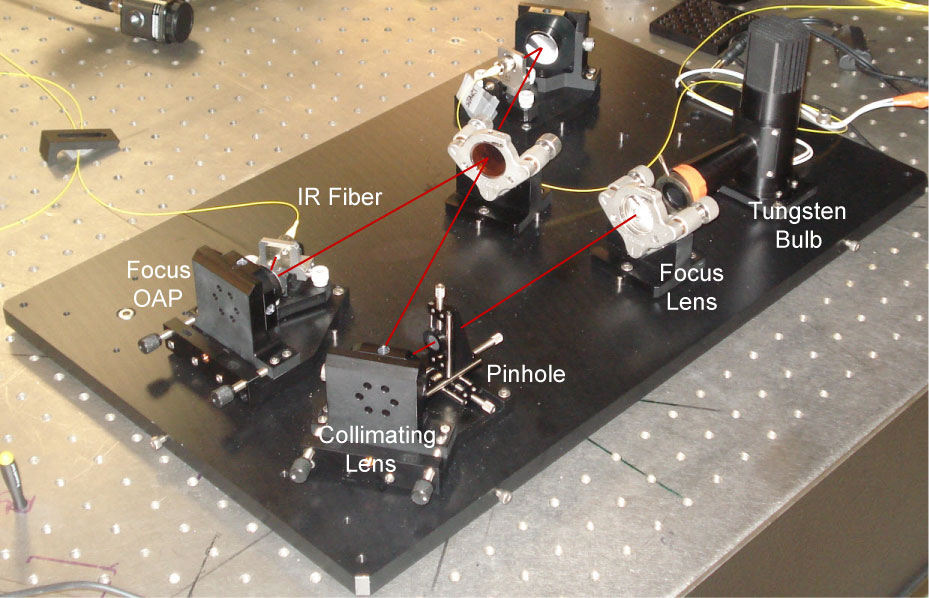 IR Fiber
Tungsten
Bulb
Focus
OAP
Focus
Lens
Pinhole
Collimating
Lens